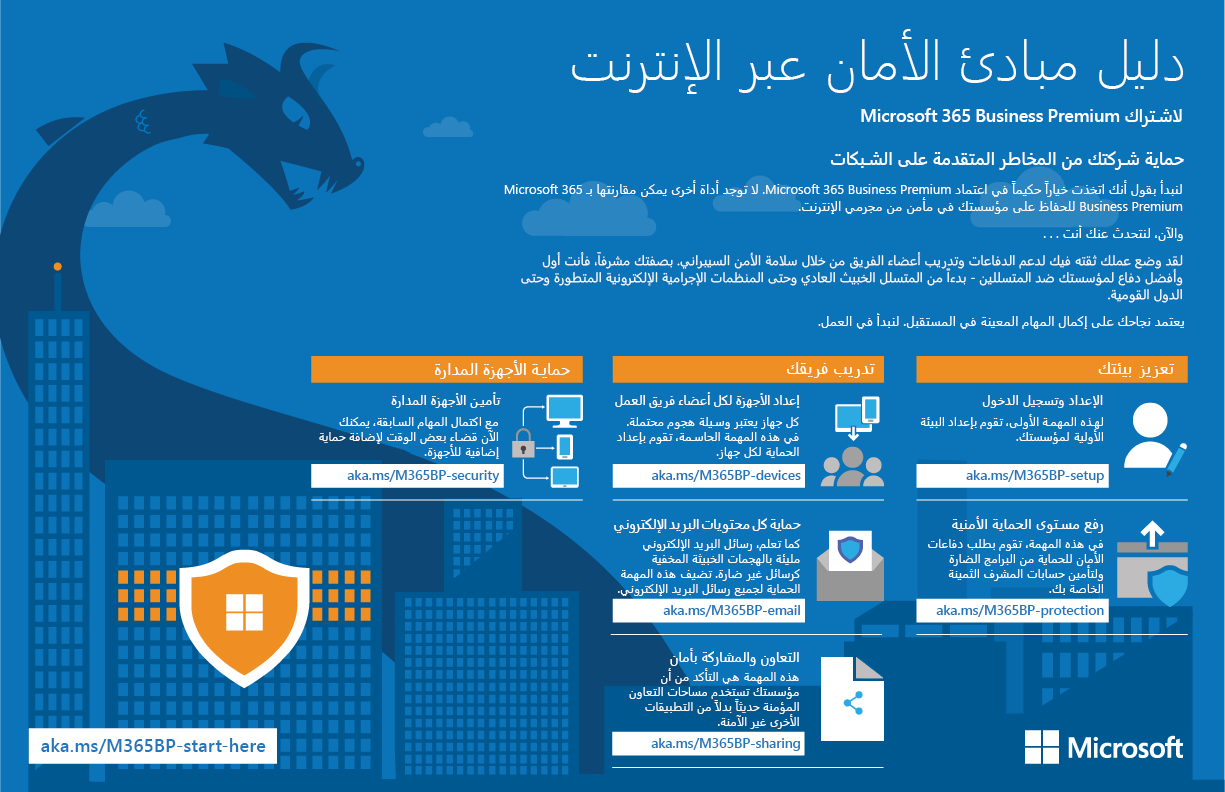 دليل مبادئ الأمان عبر الإنترنت
لاشتراك Microsoft 365 Business Premium
حماية شركتك من المخاطر المتقدمة على الشبكات
لنبدأ بقول أنك اتخذت خياراً حكيماً في اعتماد Microsoft 365 Business Premium. لا توجد أداة أخرى يمكن مقارنتها بـ Microsoft 365
Business Premium للحفاظ على مؤسستك في مأمن من مجرمي الإنترنت.
والآن، لنتحدث عنك أنت . . .
لقد وضع عملك ثقته فيك لدعم الدفاعات وتدريب أعضاء الفريق من خلال سلامة الأمن السيبراني. بصفتك مشرفاً، فأنت أول
وأفضل دفاع لمؤسستك ضد المتسللين - بدءاً من المتسلل الخبيث العادي وحتى المنظمات الإجرامية الإلكترونية المتطورة وحتى
الدول القومية.
يعتمد نجاحك على إكمال المهام المعينة في المستقبل. لنبدأ في العمل.
تعزيز بيئتك
الإعداد وتسجيل الدخول
لهذه المهمة الأولى، تقوم بإعداد البيئة
الأولية لمؤسستك.
aka.ms/M365BP-setup
رفع مستوى الحماية الأمنية
في هذه المهمة، تقوم بطلب دفاعات
الأمان للحماية من البرامج الضارة
ولتأمين حسابات المشرف الثمينة
الخاصة بك.
aka.ms/M365BP-protection
تدريب فريقك
إعداد الأجهزة لكل أعضاء فريق العمل
كل جهاز يعتبر وسيلة هجوم محتملة.
في هذه المهمة الحاسمة، تقوم بإعداد
الحماية لكل جهاز.
aka.ms/M365BP-devices
حماية كل محتويات البريد الإلكتروني
كما تعلم، رسائل البريد الإلكتروني
مليئة بالهجمات الخبيثة المخفية
كرسائل غير ضارة. تضيف هذه المهمة
الحماية لجميع رسائل البريد الإلكتروني.
aka.ms/M365BP-email
التعاون والمشاركة بأمان
هذه المهمة هي التأكد من أن
مؤسستك تستخدم مساحات التعاون
المؤمنة حديثاً بدلاً من التطبيقات
الأخرى غير الآمنة.
aka.ms/M365BP-sharing
حماية الأجهزة المدارة
تأمين الأجهزة المدارة
مع اكتمال المهام السابقة، يمكنك
الآن قضاء بعض الوقت لإضافة حماية
إضافية للأجهزة.
aka.ms/M365BP-security
aka.ms/M365BP-start-here
Microsoft